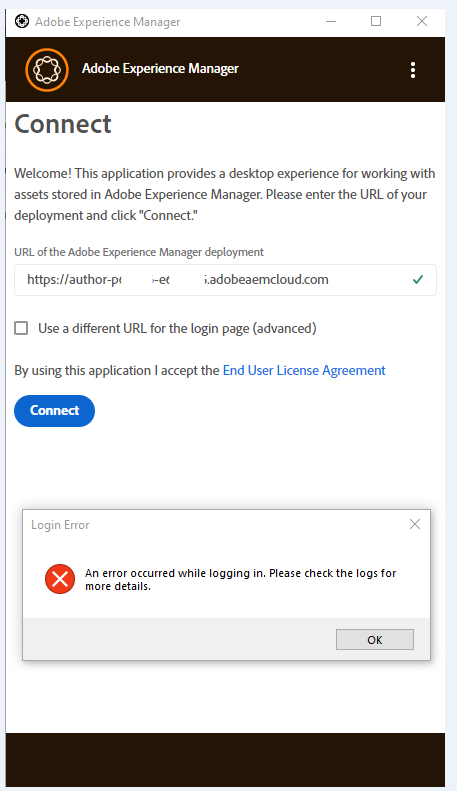 Adobe Experience Manager
Adobe Experience Manager
Connect
Welcome! This application provides a desktop experience for working with
assets stored in Adobe Experience Manager. Please enter the URL of your
deployment and click "Connect."
URL of the Adobe Experience Manager deployment
https://author-p .adobeaemcloud.com
Use a different URL for the login page (advanced)
By using this application I accept the End User License Agreement
Connect
Login Error
An error occurred while logging in. Please check the logs for
more details.
OK